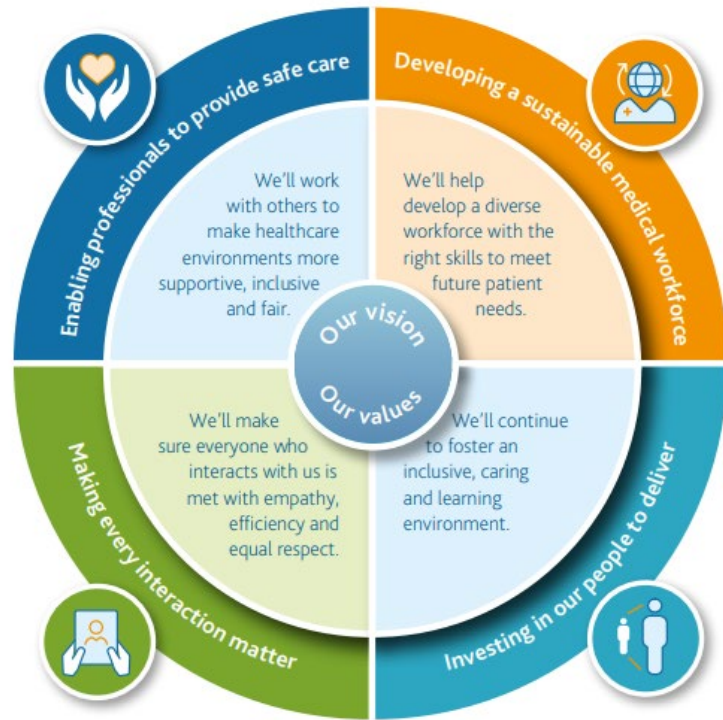 Enabling professionals to provide safe care
We'll work
with others to
make healthcare
environments more
supportive, inclusive
and fair.
Developing a sustainable medical workforce
We'll help
develop a diverse
workforce with the
right skills to meet
future patient
needs.
Our vision
Our values
Making every interaction matter
We'll make
sure everyone who
interacts with us is
met with empathy,
efficiency and
equal respect.
Investing in our people to deliver
We'll continue
to foster an
inclusive, caring
and learning
environment.